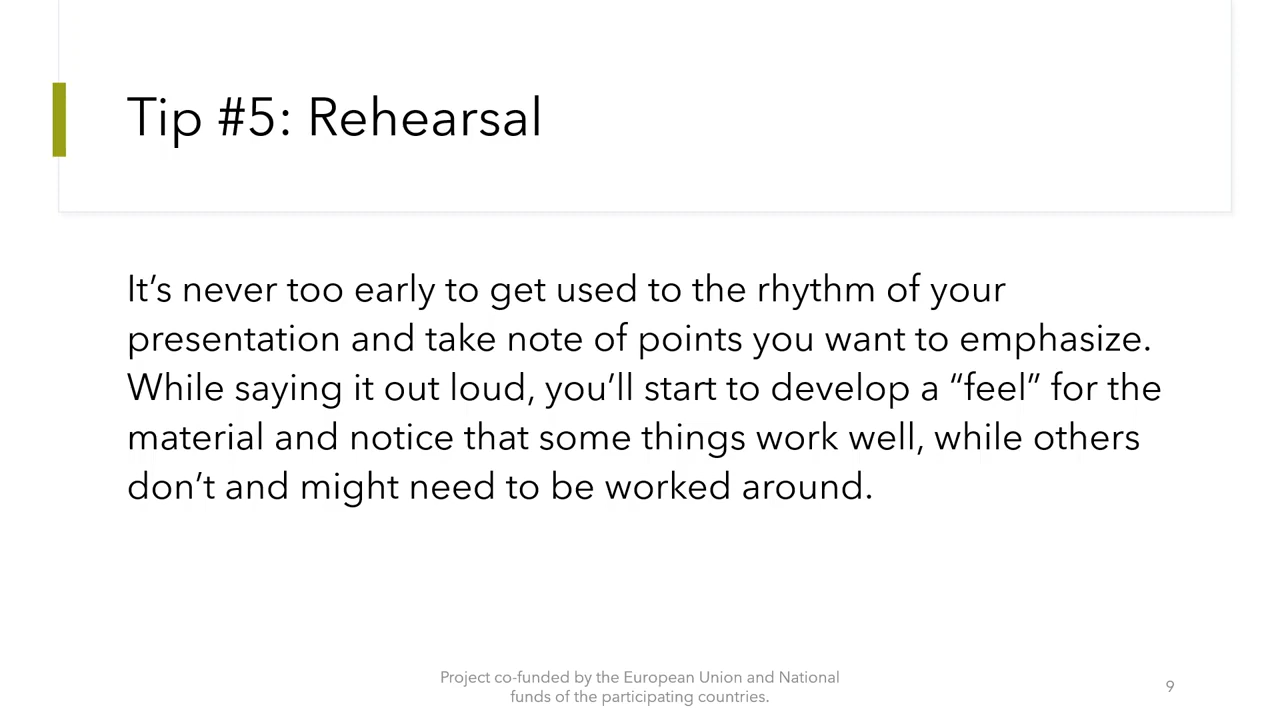 Tip #5: Rehearsal
It’s never too early to get used to the rhythm of your
presentation and take note of points you want to emphasize.
While saying it out loud, you’ll start to develop a “feel” for the
material and notice that some things work well, while others
don’t and might need to be worked around.
Project co-funded by the European Union and National
funds of the participating countries.
9